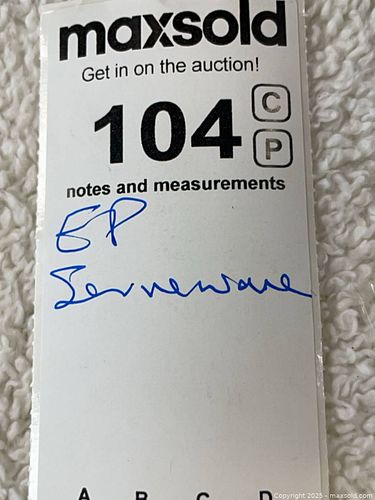 maxsold
Get in on the auction!
104
C
P
notes and measurements
EP
Serveware
A B C D
Copyright 2025 - maxsold.com